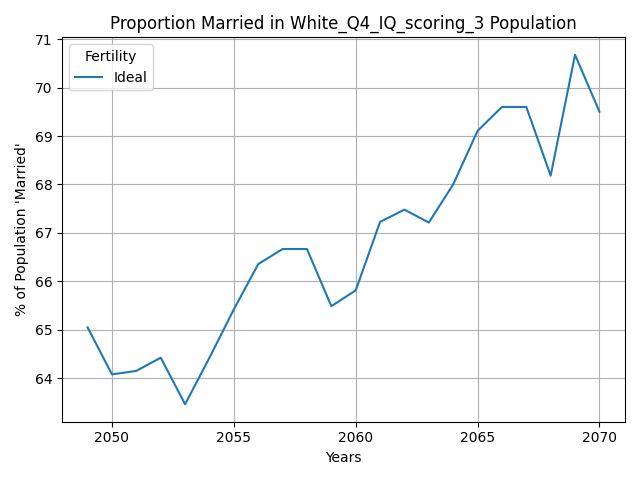 Proportion Married in White_Q4_IQ_scoring_3 Population
% of Population 'Married'
71
70
69
68
67
66
65
64
Fertility
Ideal
2050 2055 2060 2065 2070
Years